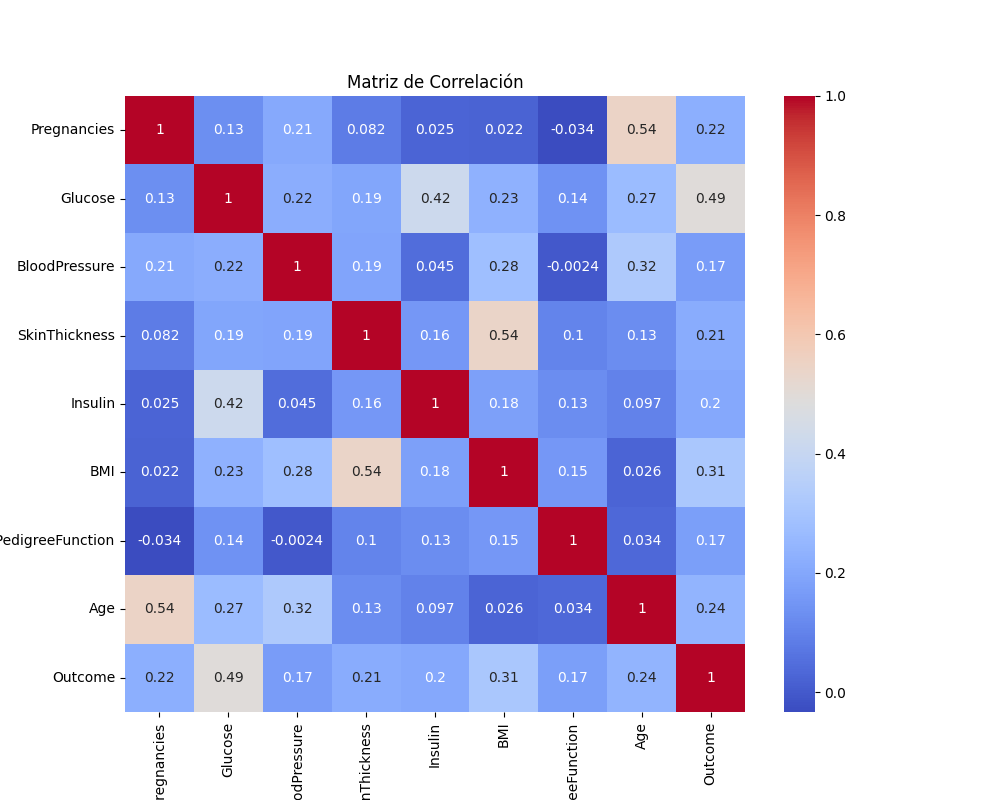 Matriz de Correlación
1.0
Pregnancies 1 0.13 0.21 0.082 0.025 0.022 -0.034 0.54 0.22
0.8
Glucose 0.13 1 0.22 0.19 0.42 0.23 0.14 0.27 0.49
BloodPressure 0.21 0.22 1 0.19 0.045 0.28 -0.0024 0.32 0.17
0.6
SkinThickness 0.082 0.19 0.19 1 0.16 0.54 0.1 0.13 0.21
Insulin 0.025 0.42 0.045 0.16 1 0.18 0.13 0.097 0.2
0.4
BMI 0.022 0.23 0.28 0.54 0.18 1 0.15 0.026 0.31
PedigreeFunction -0.034 0.14 -0.0024 0.1 0.13 0.15 1 0.034 0.17
0.2
Age 0.54 0.27 0.32 0.13 0.097 0.026 0.034 1 0.24
Outcome 0.22 0.49 0.17 0.21 0.2 0.31 0.17 0.24 1
0.0
regnancies
Glucose
odPressure
nThickness
Insulin
BMI
eeFunction
Age
Outcome